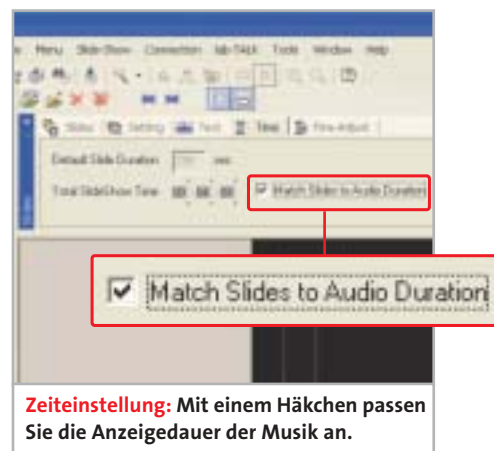 Menu Slide-Show Connection Tools Window Help
Slides Setting Text Time Fine-Adjust
Default Slide Duration sec
Total SlideShow Time Match Slides to Audio Duration
Match Slides to Audio Duration
Zeiteinstellung: Mit einem Häkchen passen
Sie die Anzeigedauer der Musik an.